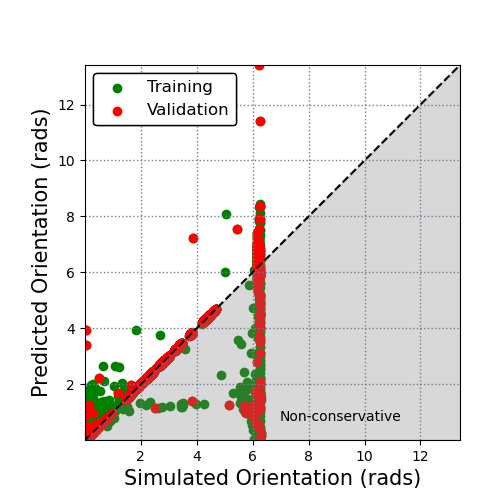 Training
Validation
12
10
8
6
4
2
Predicted Orientation (rads)
Non-conservative
2 4 6 8 10 12
Simulated Orientation (rads)